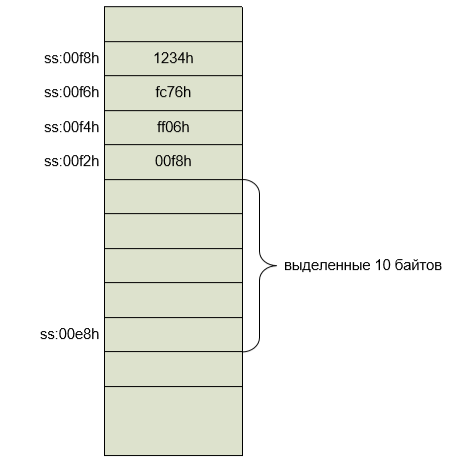 ss:00f8h 1234h
ss:00f6h fc76h
ss:00f4h ff06h
ss:00f2h 00f8h
выделенные 10 байтов
ss:00e8h